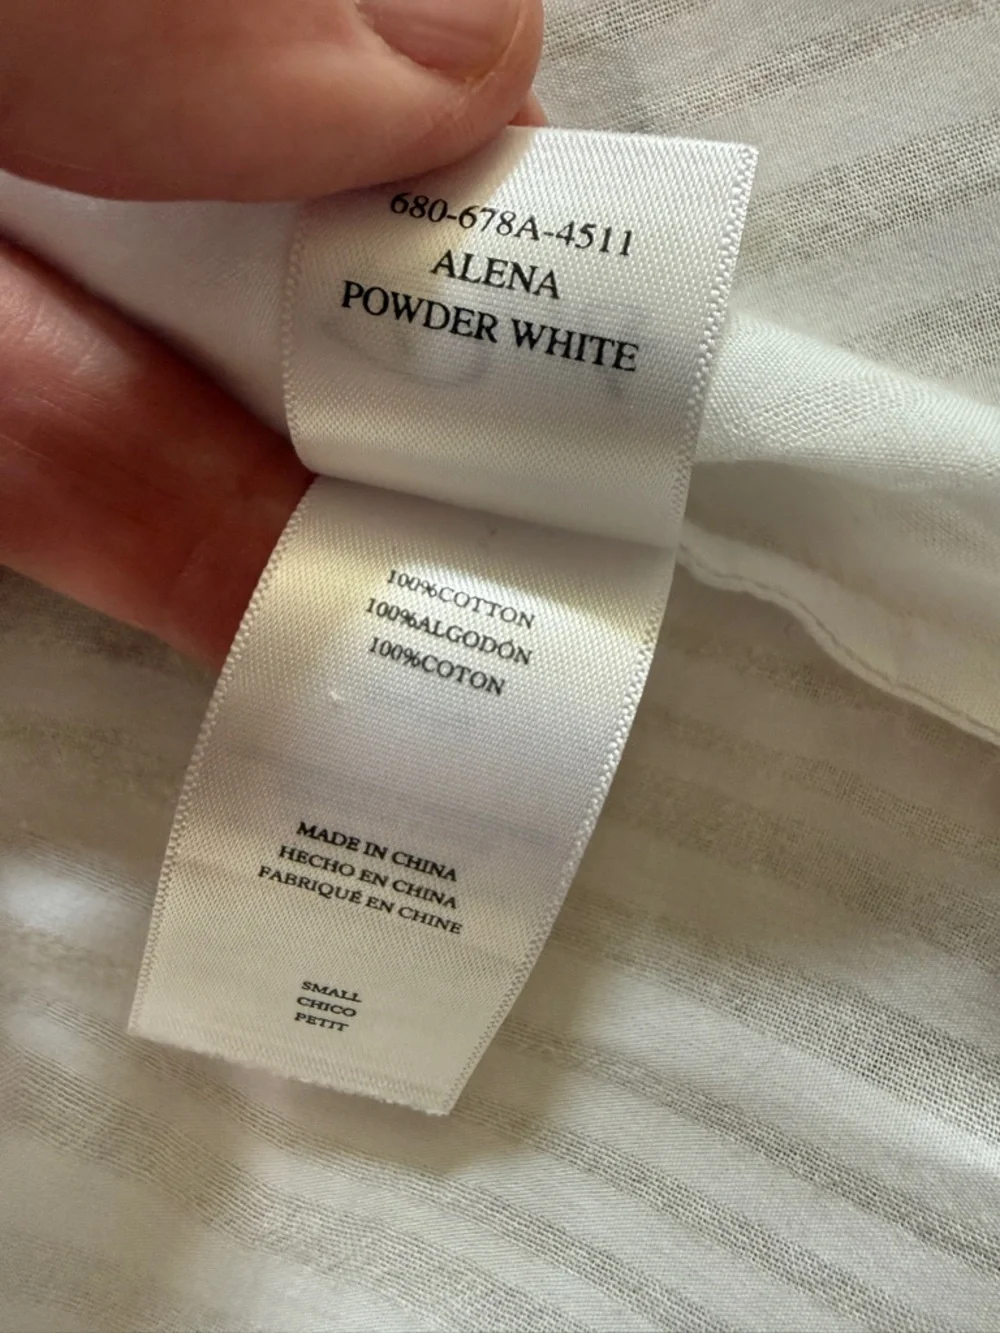 680-678A-4511
ALENA
POWDER WHITE
100%COTTON
100%ALGODÓN
100%COTON
MADE IN CHINA
HECHO EN CHINA
FABRIQUÉ EN CHINE
SMALL
CHICO
PETIT